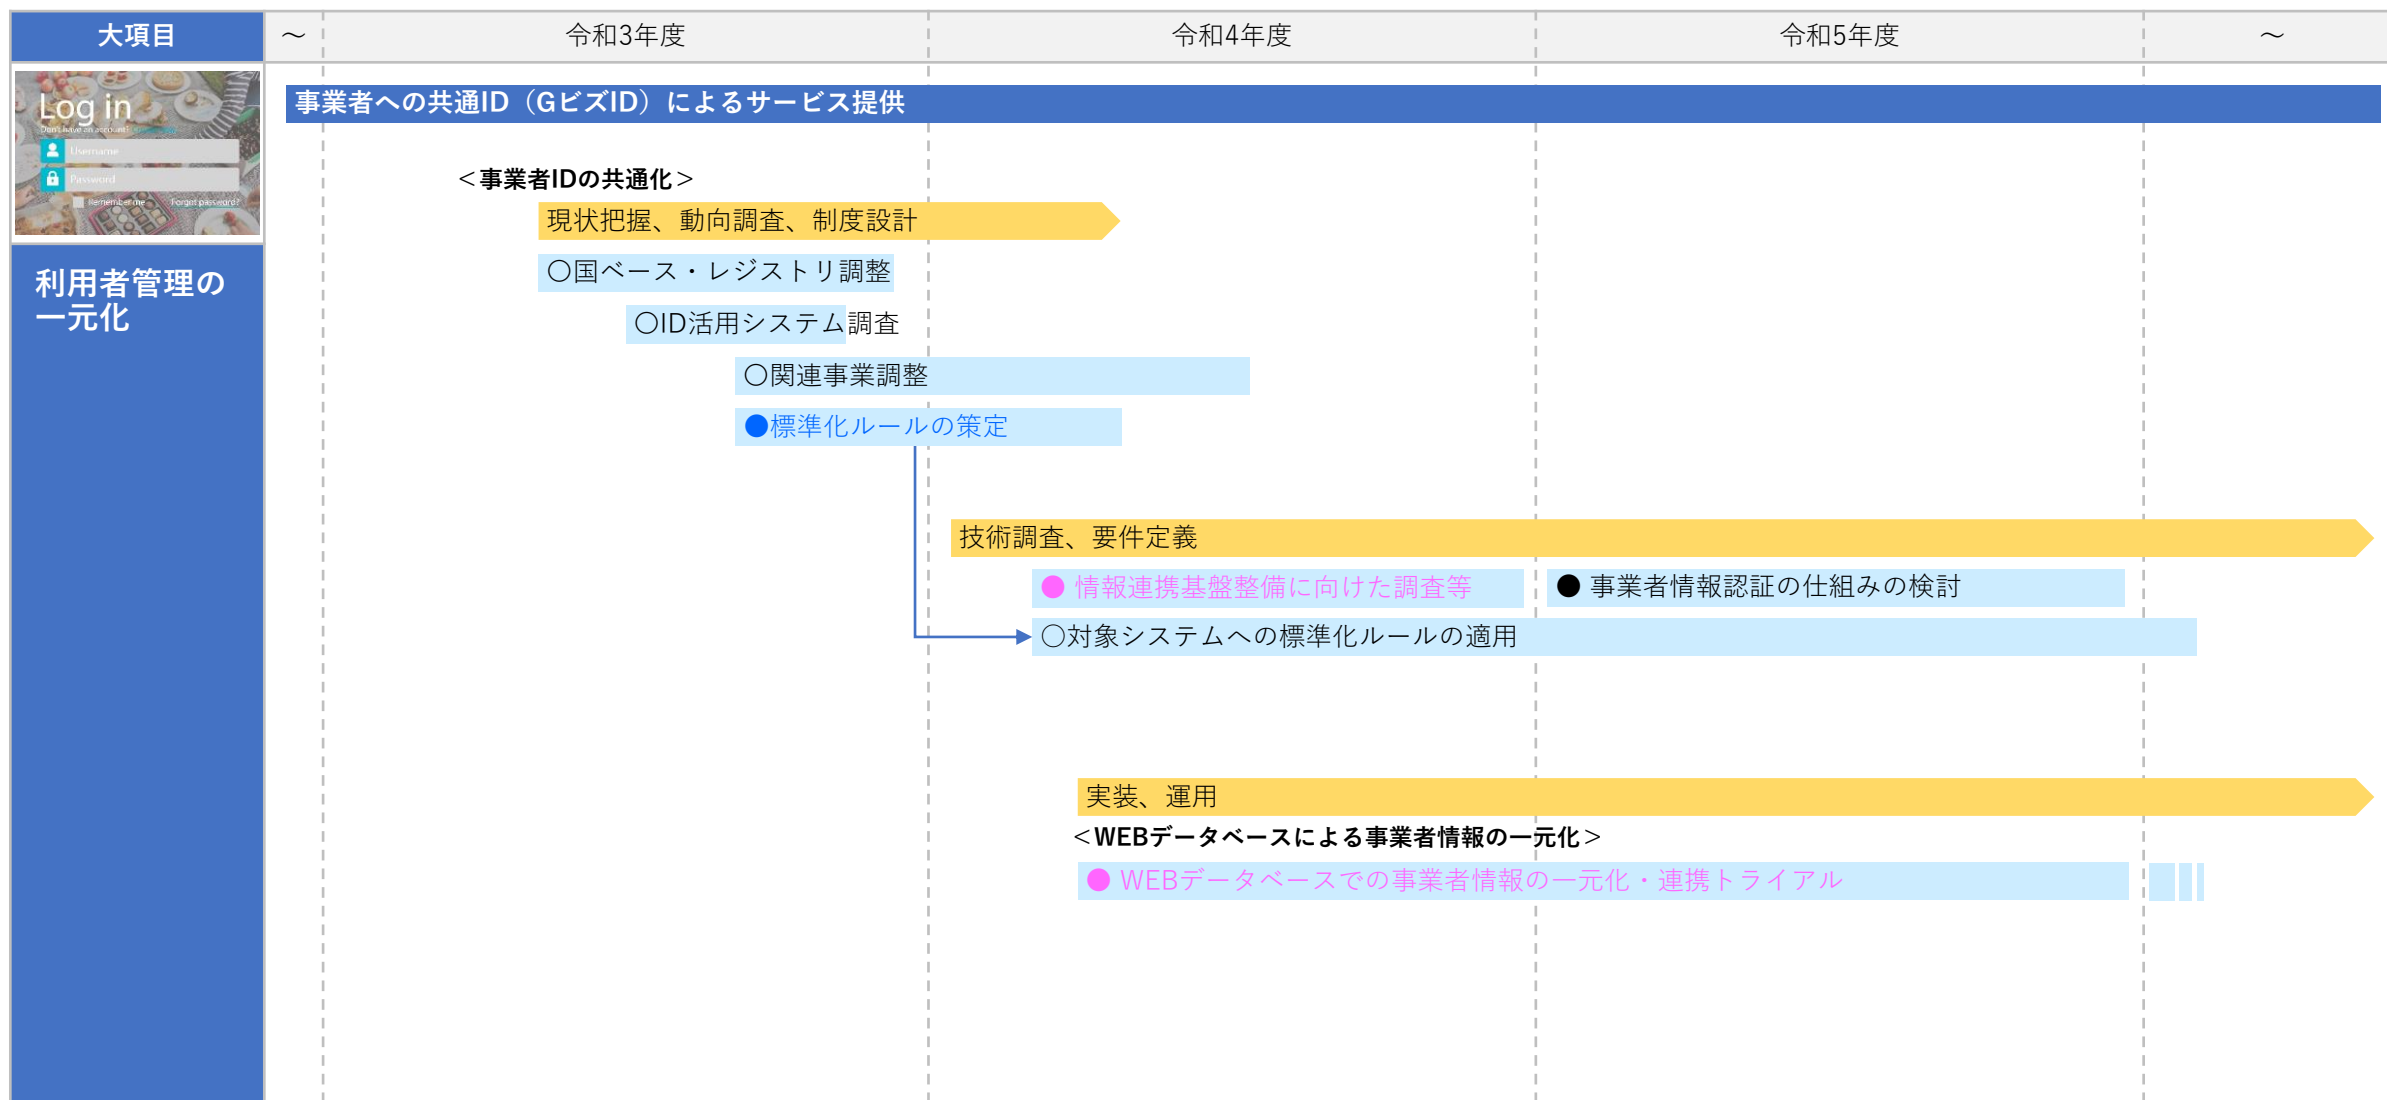 大項目
～
令和3年度
令和4年度
令和5年度
～
Log in
Don't have an account?
Username
Password
Remember me
Forgot password?
利用者管理の
一元化
事業者への共通ID（GビズID）によるサービス提供
＜事業者IDの共通化＞
現状把握、動向調査、制度設計
〇国ベース・レジストリ調整
〇ID活用システム調査
〇関連事業調整
●標準化ルールの策定
技術調査、要件定義
● 情報連携基盤整備に向けた調査等
● 事業者情報認証の仕組みの検討
〇対象システムへの標準化ルールの適用
実装、運用
＜WEBデータベースによる事業者情報の一元化＞
● WEBデータベースでの事業者情報の一元化・連携トライアル